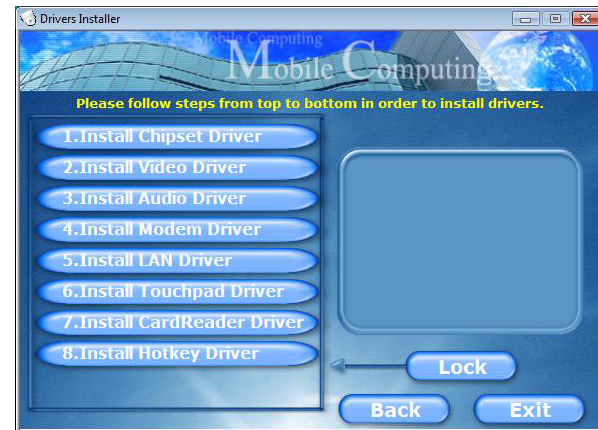 Drivers Installer
Mobile Computing
Mobile Computing
Please follow steps from top to bottom in order to install drivers.
1.Install Chipset Driver
2.Install Video Driver
3.Install Audio Driver
4.Install Modem Driver
5.Install LAN Driver
6.Install Touchpad Driver
7.Install CardReader Driver
8.Install Hotkey Driver
Lock
Back
Exit